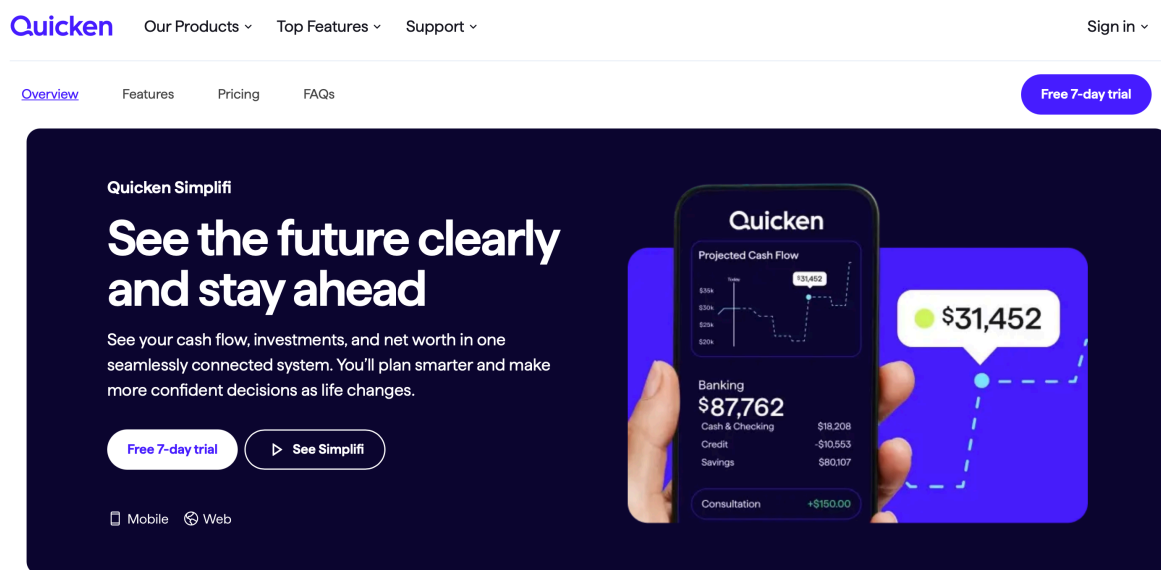 Quicken
Our Products
Top Features
Support
Sign in
Overview
Features
Pricing
FAQs
Free 7-day trial
Quicken Simplifi
See the future clearly
and stay ahead
See your cash flow, investments, and net worth in one
seamlessly connected system. You'll plan smarter and make
more confident decisions as life changes.
Free 7-day trial
See Simplifi
Mobile
Web
Quicken
Projected Cash Flow
Today
$31,452
$35k
$30k
$25k
$20k
Banking
$87,762
Cash & Checking $18,208
Credit -$10,553
Savings $80,107
Consultation +$150.00
$31,452